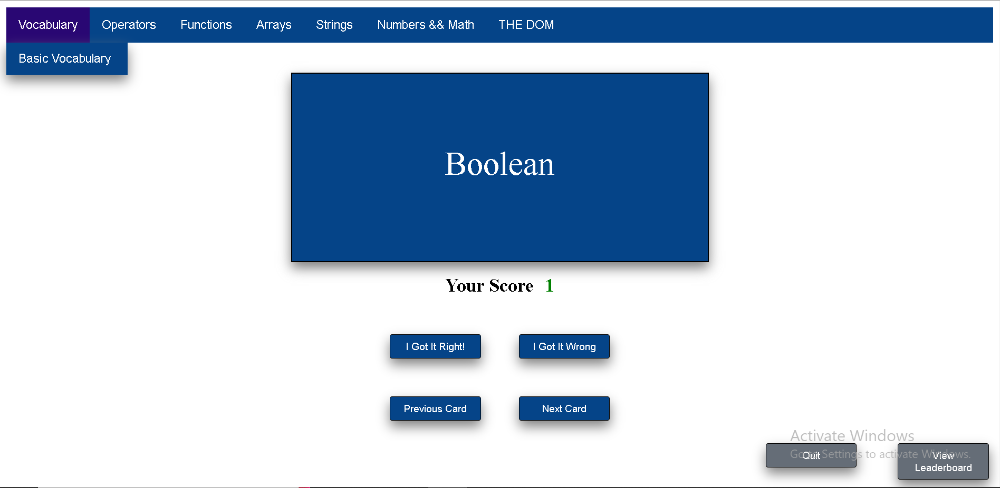 Vocabulary Operators Functions Arrays Strings Numbers && Math THE DOM
Basic Vocabulary
Boolean
Your Score 1
I Got It Right! I Got It Wrong
Previous Card Next Card
Activate Windows
Go to Settings to activate Windows.
Quit
View
Leaderboard